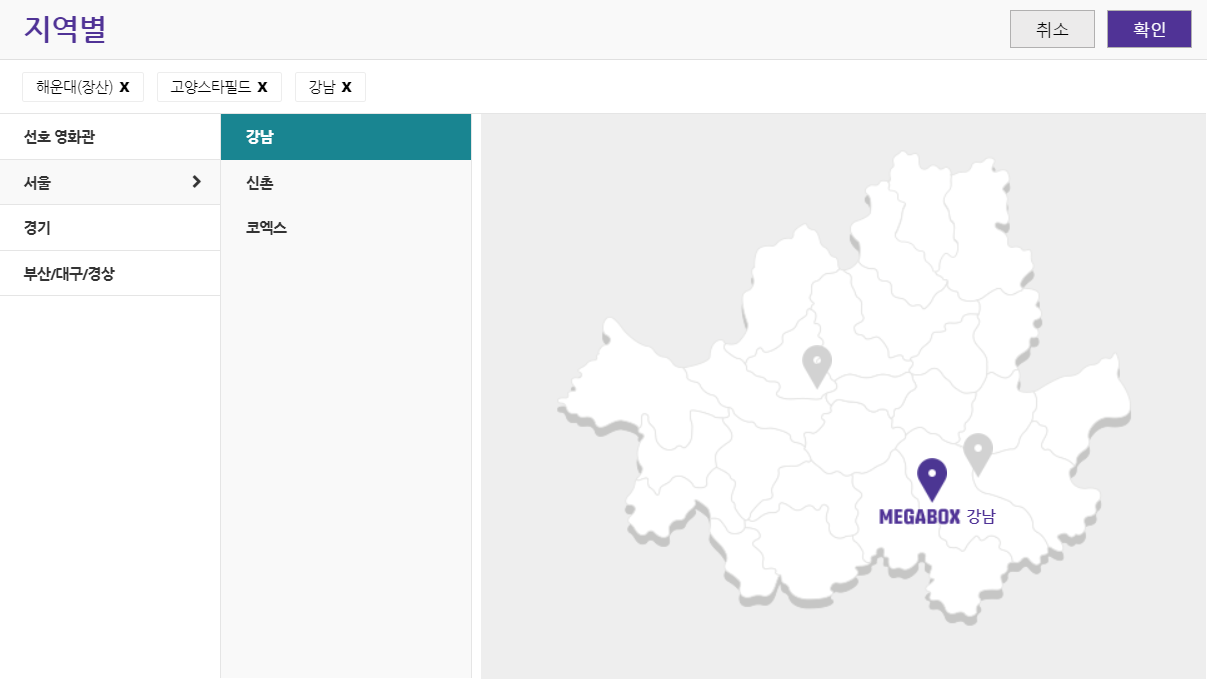 지역별
취소
확인
해운대(장산) X
고양스타필드 X
강남 X
선호 영화관
서울
경기
부산/대구/경상
강남
신촌
코엑스
MEGABOX 강남